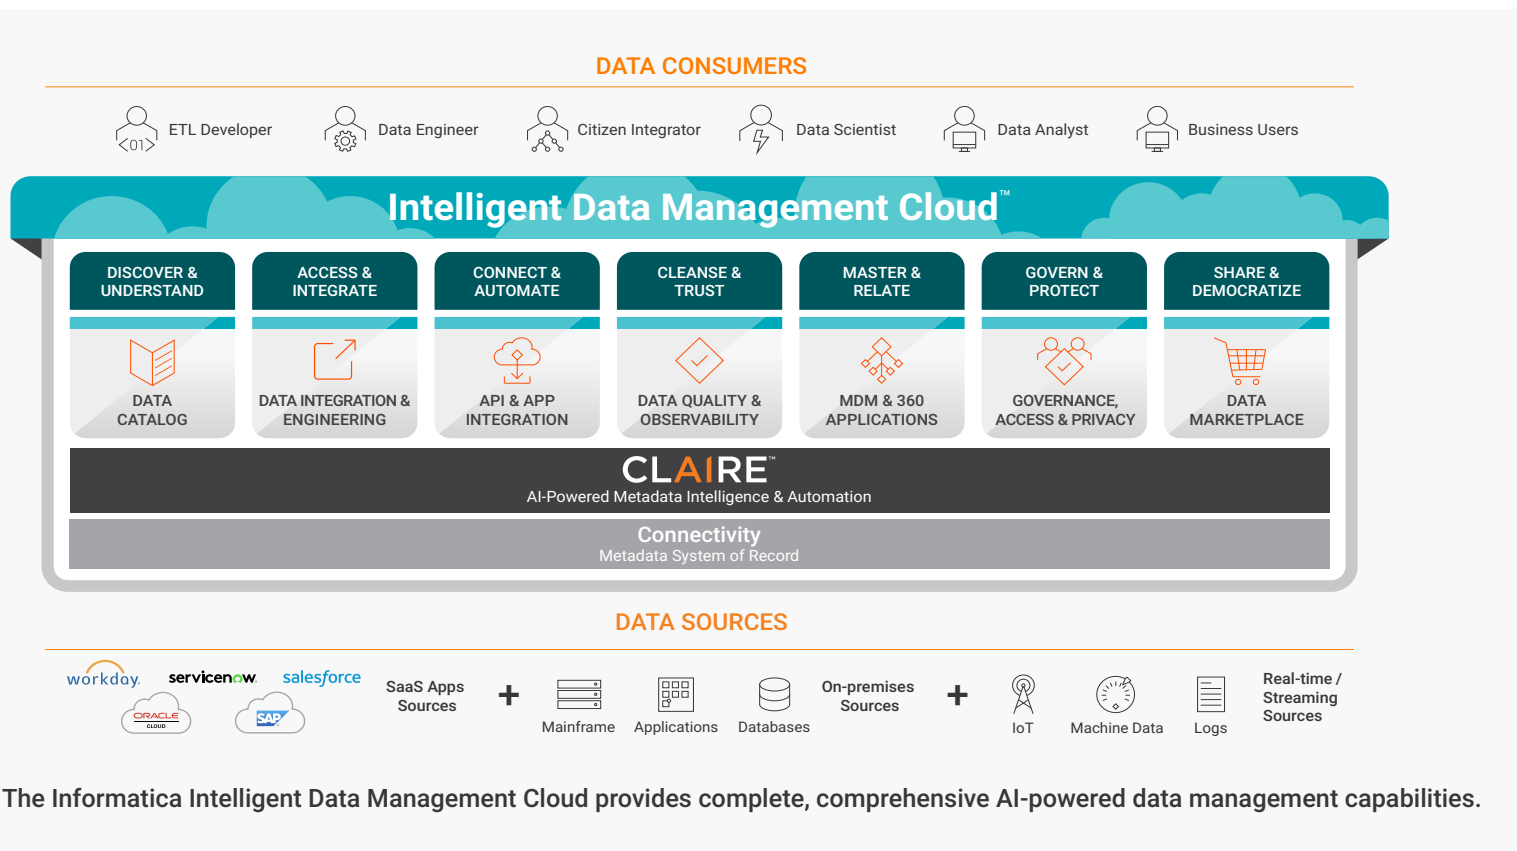 DATA CONSUMERS
<01>
ETL Developer
Data Engineer
Citizen Integrator
Data Scientist
Data Analyst
Business Users
Intelligent Data Management Cloud™
DISCOVER &
UNDERSTAND
ACCESS &
INTEGRATE
CONNECT &
AUTOMATE
CLEANSE &
TRUST
MASTER &
RELATE
GOVERN &
PROTECT
SHARE &
DEMOCRATIZE
DATA
CATALOG
DATA INTEGRATION &
ENGINEERING
API & APP
INTEGRATION
DATA QUALITY &
OBSERVABILITY
MDM & 360
APPLICATIONS
GOVERNANCE,
ACCESS & PRIVACY
DATA
MARKETPLACE
CLAIRE™
AI-Powered Metadata Intelligence & Automation
Connectivity
Metadata System of Record
DATA SOURCES
workday.
servicenow.
salesforce
ORACLE
CLOUD
SAP
SaaS Apps
Sources
+
Mainframe
Applications
Databases
On-premises
Sources
+
IoT
Machine Data
Logs
Real-time /
Streaming
Sources
The Informatica Intelligent Data Management Cloud provides complete, comprehensive AI-powered data management capabilities.